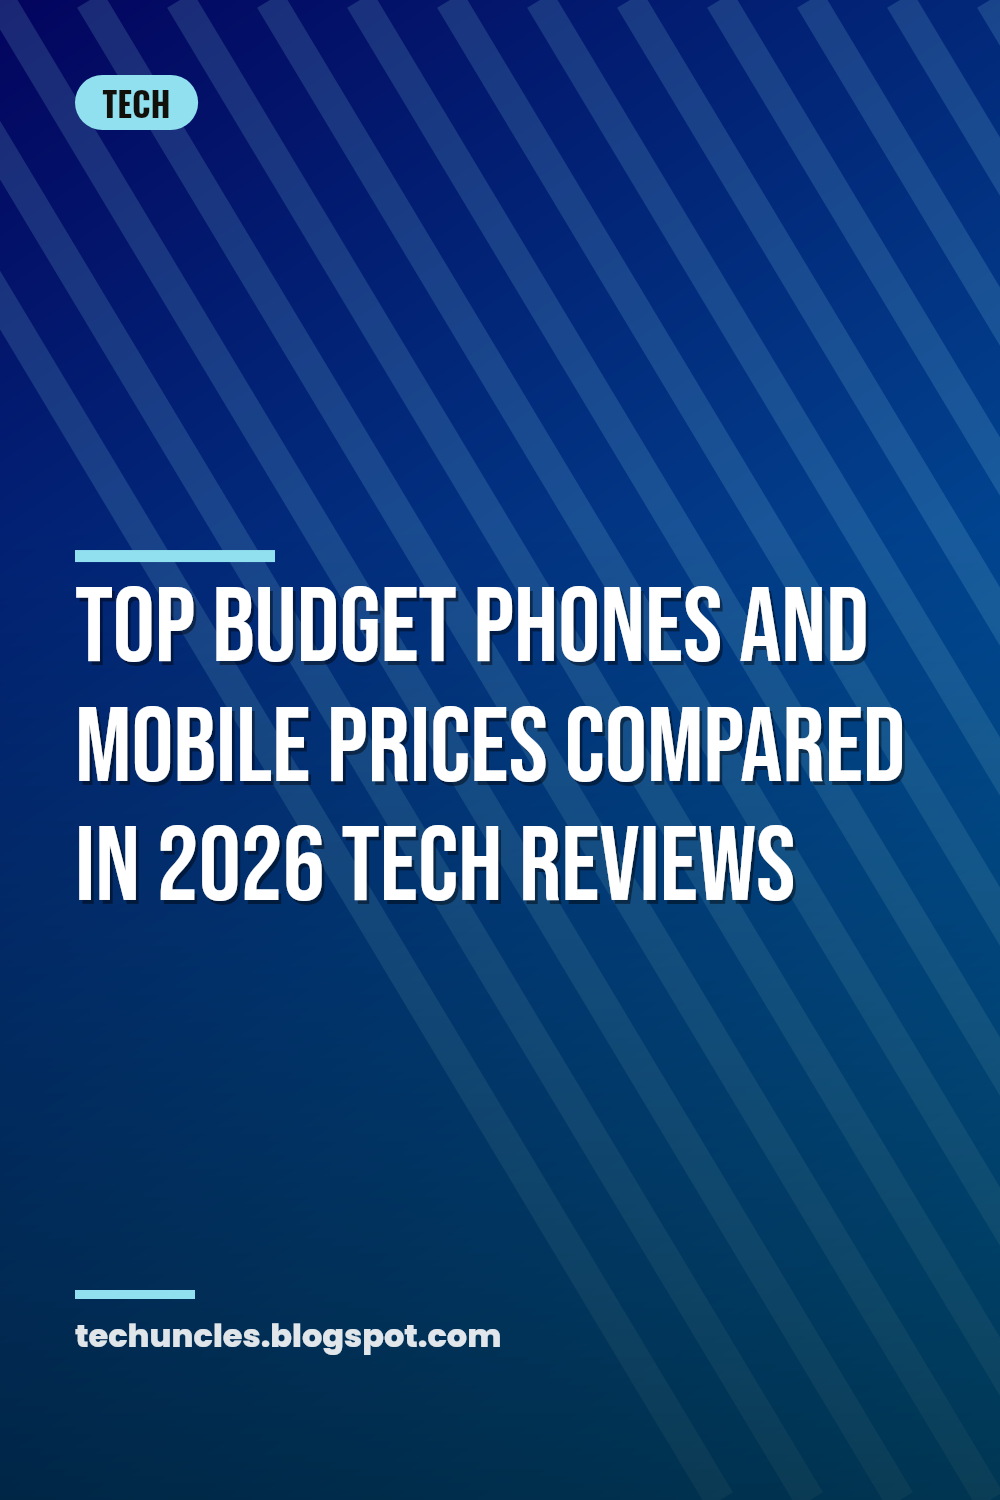 TECH
TOP BUDGET PHONES AND
MOBILE PRICES COMPARED
IN 2026 TECH REVIEWS
techuncles.blogspot.com